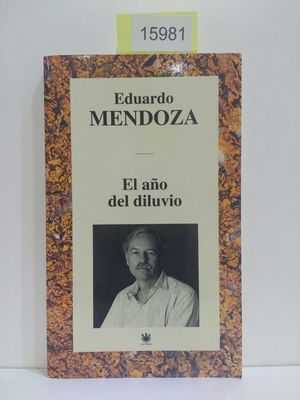 15981
Eduardo
MENDOZA
El año
del diluvio